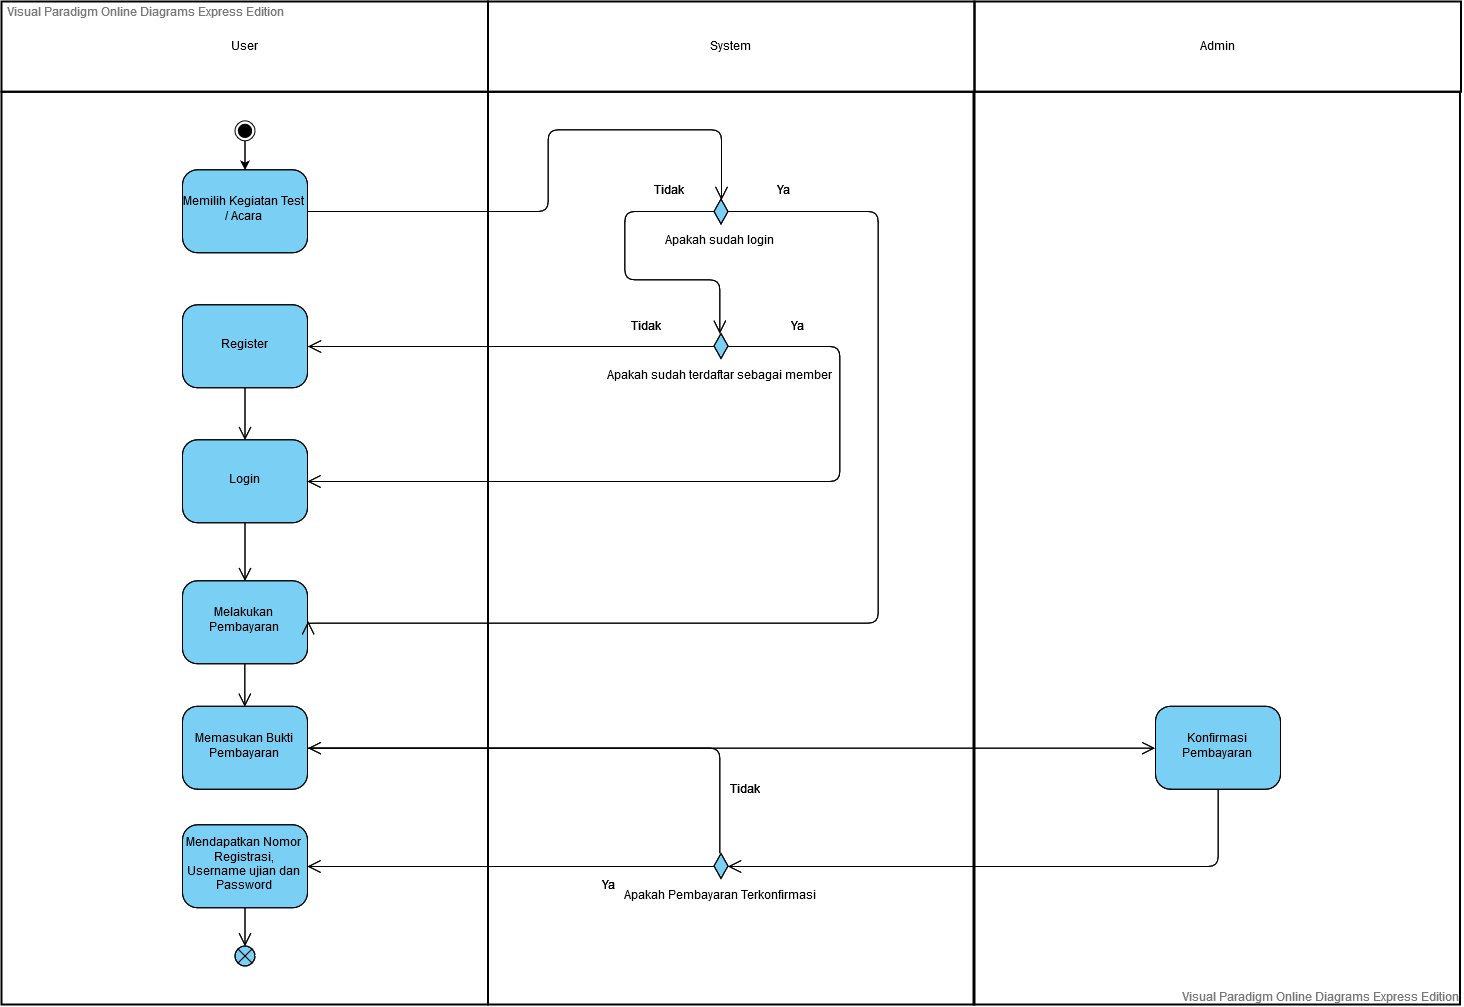 Visual Paradigm Online Diagrams Express Edition
User
System
Admin
Memilih Kegiatan Test
/ Acara
Tidak
Ya
Apakah sudah login
Register
Tidak
Ya
Apakah sudah terdaftar sebagai member
Login
Melakukan
Pembayaran
Memasukan Bukti
Pembayaran
Konfirmasi
Pembayaran
Tidak
Mendapatkan Nomor
Registrasi,
Username ujian dan
Password
Ya
Apakah Pembayaran Terkonfirmasi
Visual Paradigm Online Diagrams Express Edition